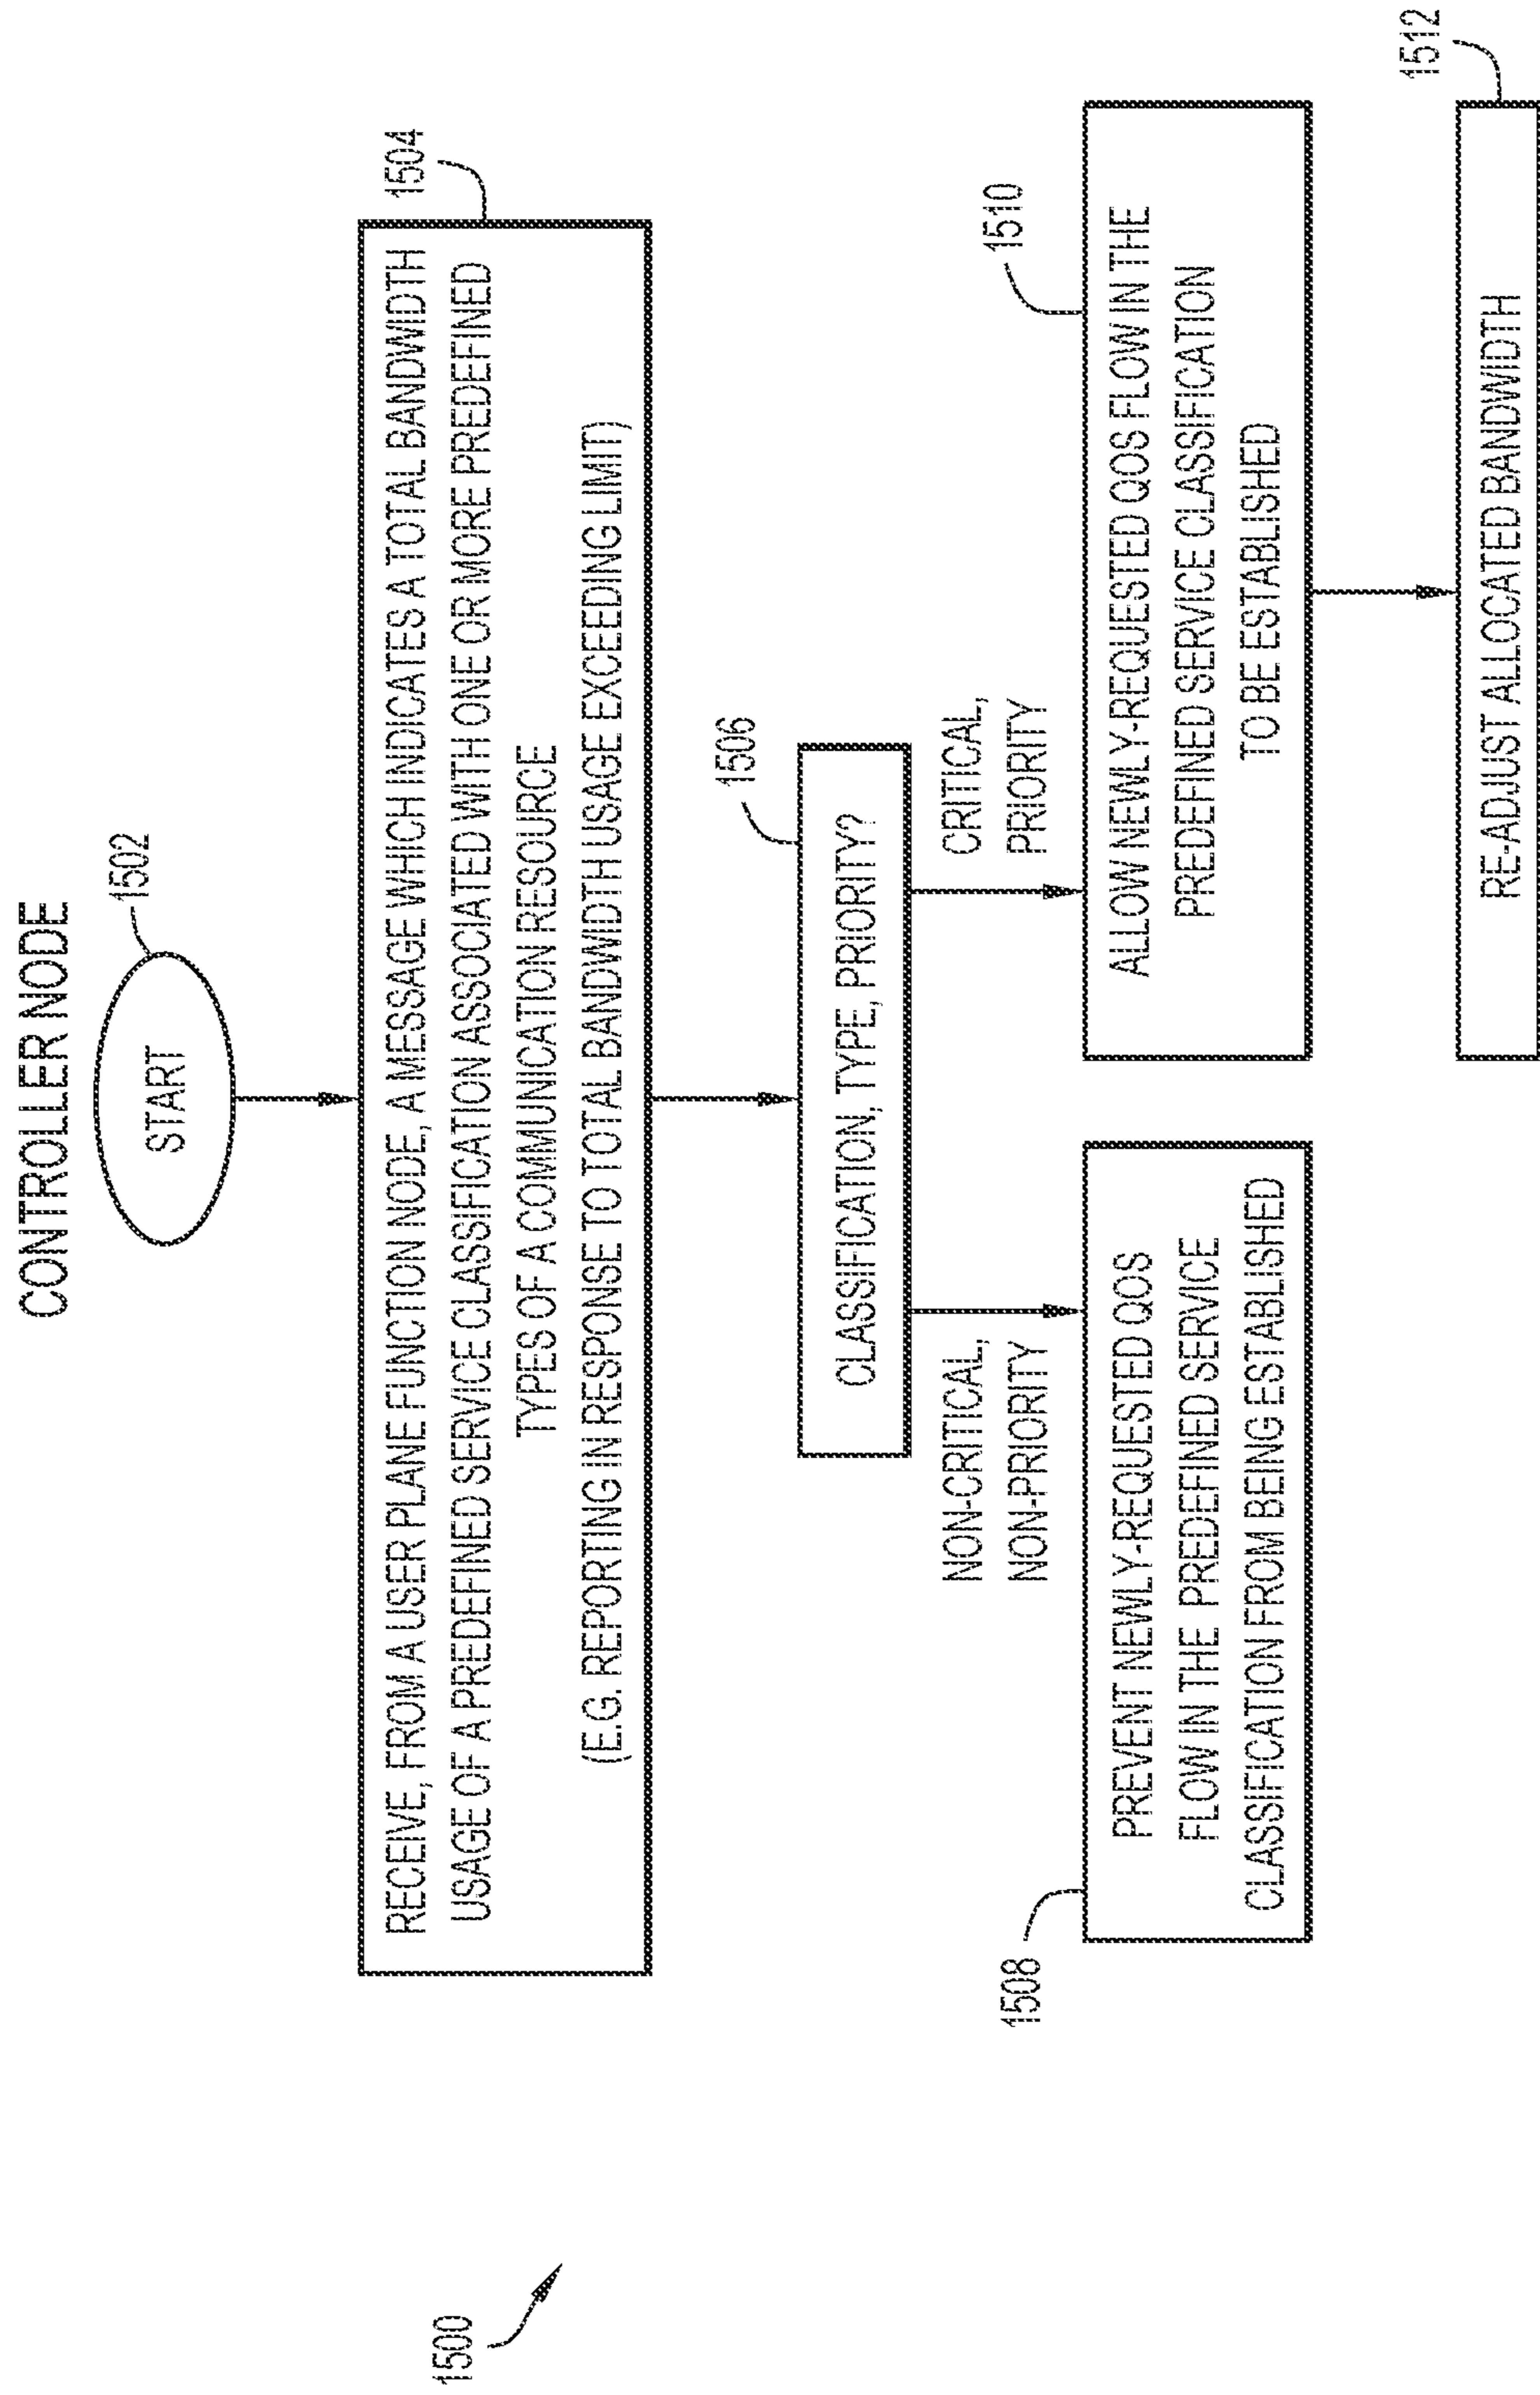 CONTROLLER NODE
START
1502
RECEIVE, FROM A USER PLANE FUNCTION NODE, A MESSAGE WHICH INDICATES A TOTAL BANDWIDTH
USAGE OF A PREDEFINED SERVICE CLASSIFICATION ASSOCIATED WITH ONE OR MORE PREDEFINED
TYPES OF A COMMUNICATION RESOURCE
(E.G. REPORTING IN RESPONSE TO TOTAL BANDWIDTH USAGE EXCEEDING LIMIT)
1504
1500
CLASSIFICATION, TYPE, PRIORITY?
1506
NON-CRITICAL,
NON-PRIORITY
CRITICAL,
PRIORITY
1508
PREVENT NEWLY-REQUESTED QOS
FLOW IN THE PREDEFINED SERVICE
CLASSIFICATION FROM BEING ESTABLISHED
1510
ALLOW NEWLY-REQUESTED QOS FLOW IN THE
PREDEFINED SERVICE CLASSIFICATION
TO BE ESTABLISHED
1512
RE-ADJUST ALLOCATED BANDWIDTH